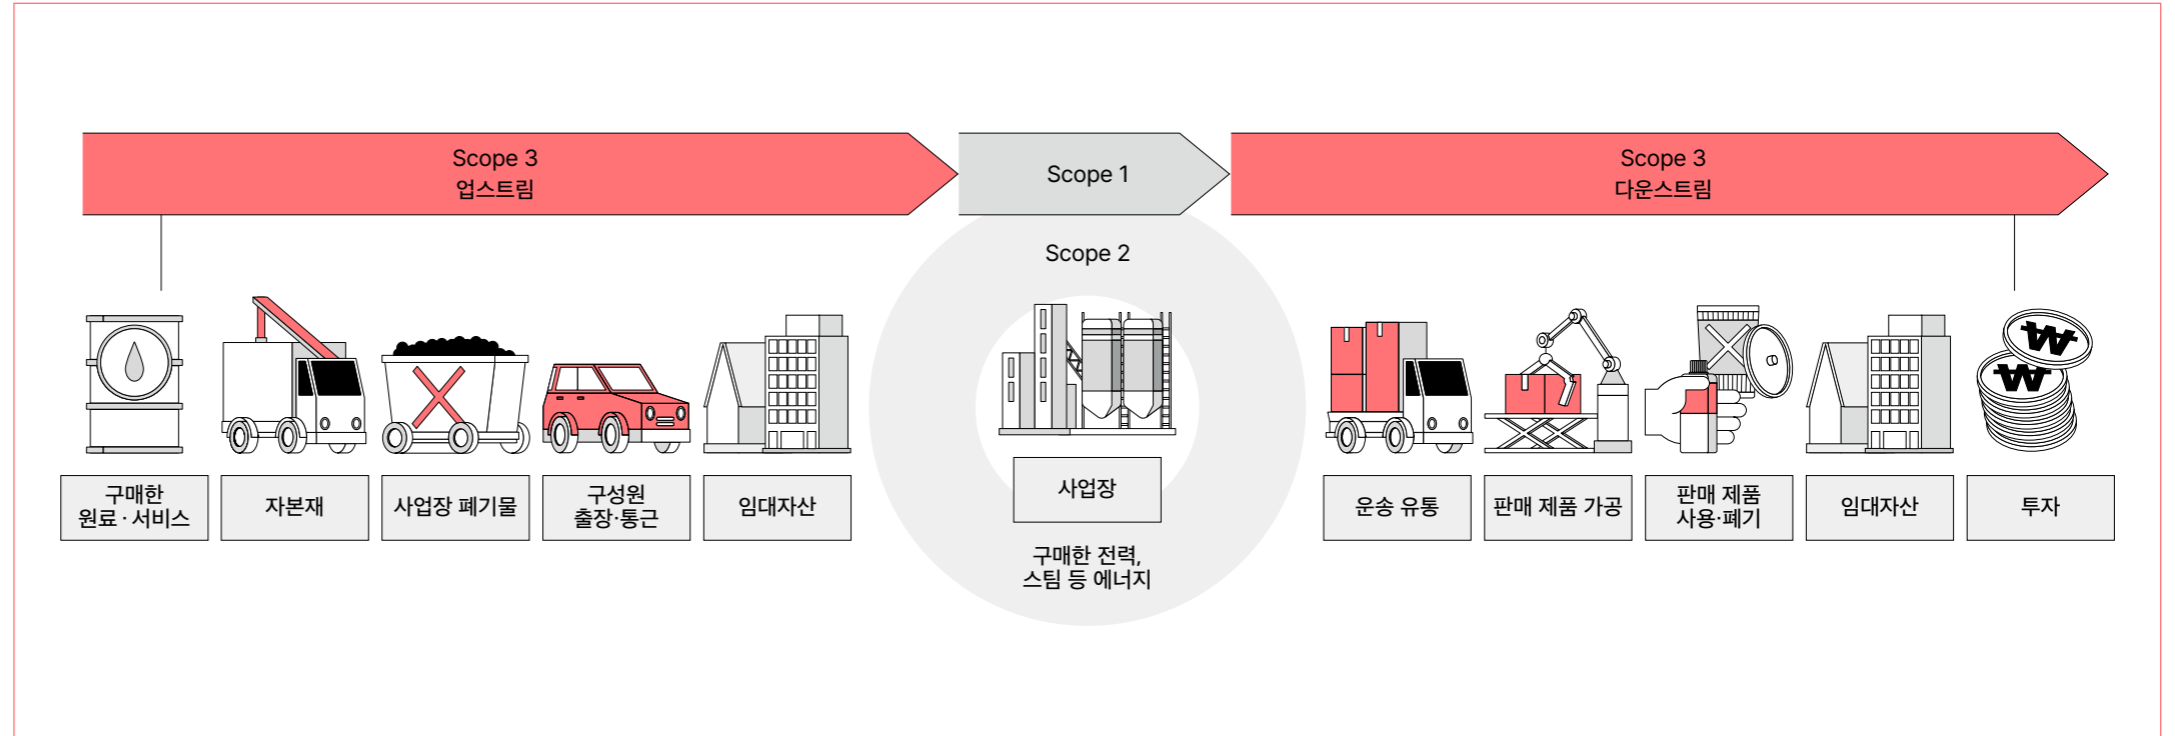 Scope 3
업스트림
Scope 1
Scope 3
다운스트림
Scope 2
구매한
원료 · 서비스
자본재
사업장 폐기물
구성원
출장·통근
임대자산
사업장
구매한 전력,
스팀 등 에너지
운송 유통
판매 제품 가공
판매 제품
사용·폐기
임대자산
₩
₩
투자